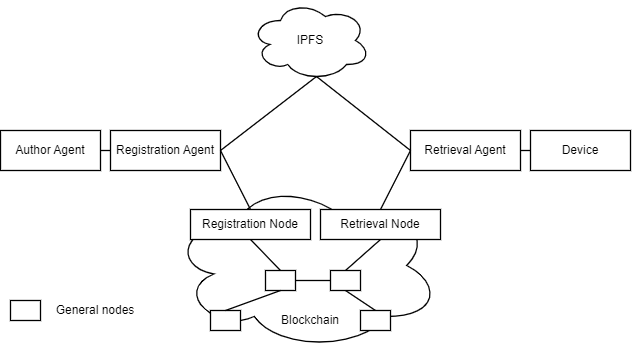 IPFS
Author Agent
Registration Agent
Retrieval Agent
Device
Registration Node
Retrieval Node
General nodes
Blockchain